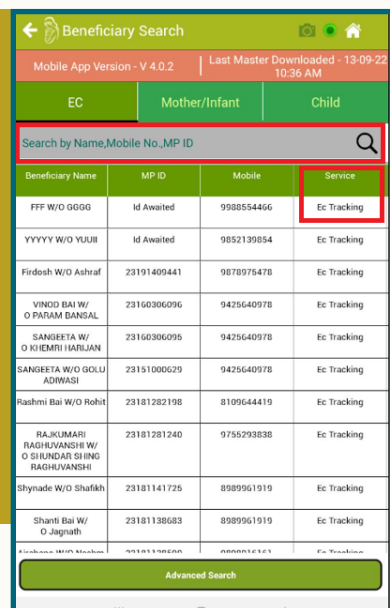 Beneficiary Search
Mobile App Version - V 4.0.2
Last Master Downloaded - 13-09-22
10:36 AM
EC Mother/Infant Child
Search by Name,Mobile No.,MP ID
Beneficiary Name MP ID Mobile Service
FFF W/O GGGG Id Awaited 9988554466 Ec Tracking
YYYYY W/O YUUII Id Awaited 9852139854 Ec Tracking
Firdosh W/O Ashraf 23191409441 9878975478 Ec Tracking
VINOD BAI W/
O PARAM BANSAL 23160306096 9425640978 Ec Tracking
SANGEETA W/
O KHEMRI HARIJAN 23160306095 9425640978 Ec Tracking
SANGEETA W/O GOLU
ADIWASI 23151000629 9425640978 Ec Tracking
Rashmi Bai W/O Rohit 23181282198 8109644419 Ec Tracking
RAJKUMARI
RAGHUVANSHI W/
O SHUNDAR SHING
RAGHUVANSHI 23181281240 9755293838 Ec Tracking
Shynade W/O Shafikh 23181141725 8989961919 Ec Tracking
Shanti Bai W/
O Jagnath 23181138683 8989961919 Ec Tracking
Ec Tracking
Advanced Search